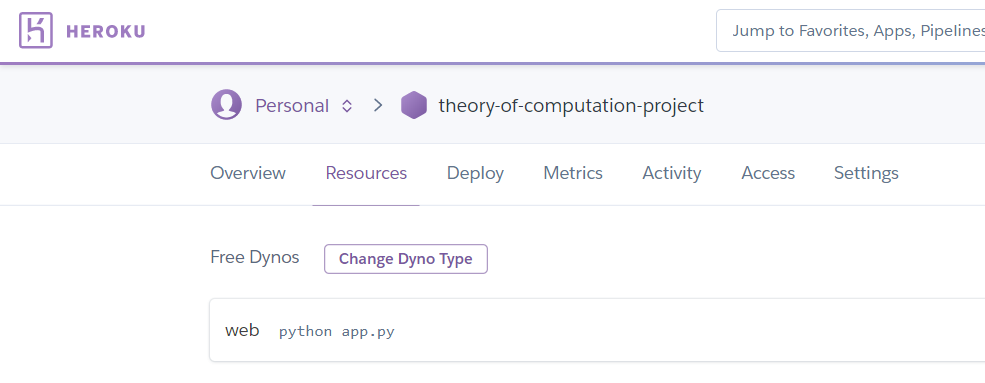 HEROKU
Jump to Favorites, Apps, Pipelines
Personal > theory-of-computation-project
Overview Resources Deploy Metrics Activity Access Settings
Free Dynos Change Dyno Type
web python app.py